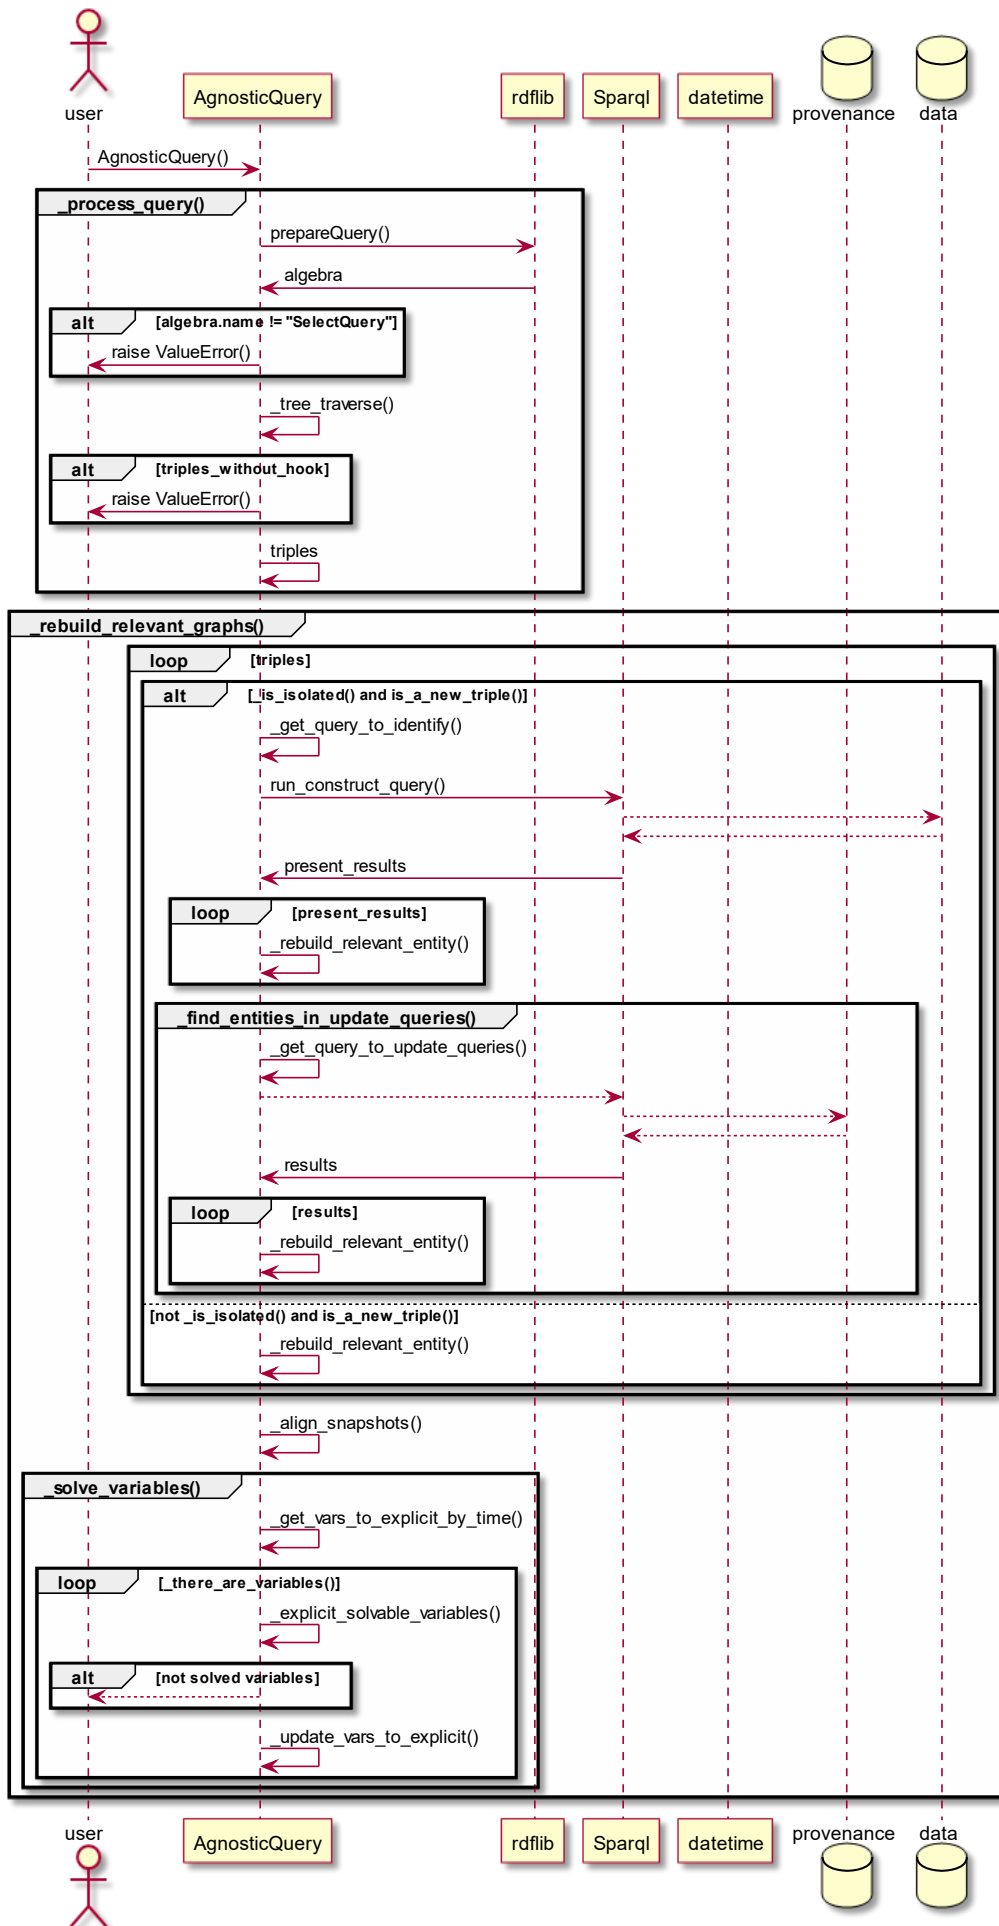 user
AgnosticQuery
rdflib
Sparql
datetime
provenance
data
AgnosticQuery()
_process_query()
prepareQuery()
algebra
alt [algebra.name != "SelectQuery"]
raise ValueError()
_tree_traverse()
alt [triples_without_hook]
raise ValueError()
triples
_rebuild_relevant_graphs()
loop [triples]
alt [_is_isolated() and is_a_new_triple()]
_get_query_to_identify()
run_construct_query()
present_results
loop [present_results]
_rebuild_relevant_entity()
_find_entities_in_update_queries()
_get_query_to_update_queries()
results
loop [results]
_rebuild_relevant_entity()
[not _is_isolated() and is_a_new_triple()]
_rebuild_relevant_entity()
_align_snapshots()
_solve_variables()
_get_vars_to_explicit_by_time()
loop [_there_are_variables()]
_explicit_solvable_variables()
alt [not solved variables]
_update_vars_to_explicit()
user
AgnosticQuery
rdflib
Sparql
datetime
provenance
data